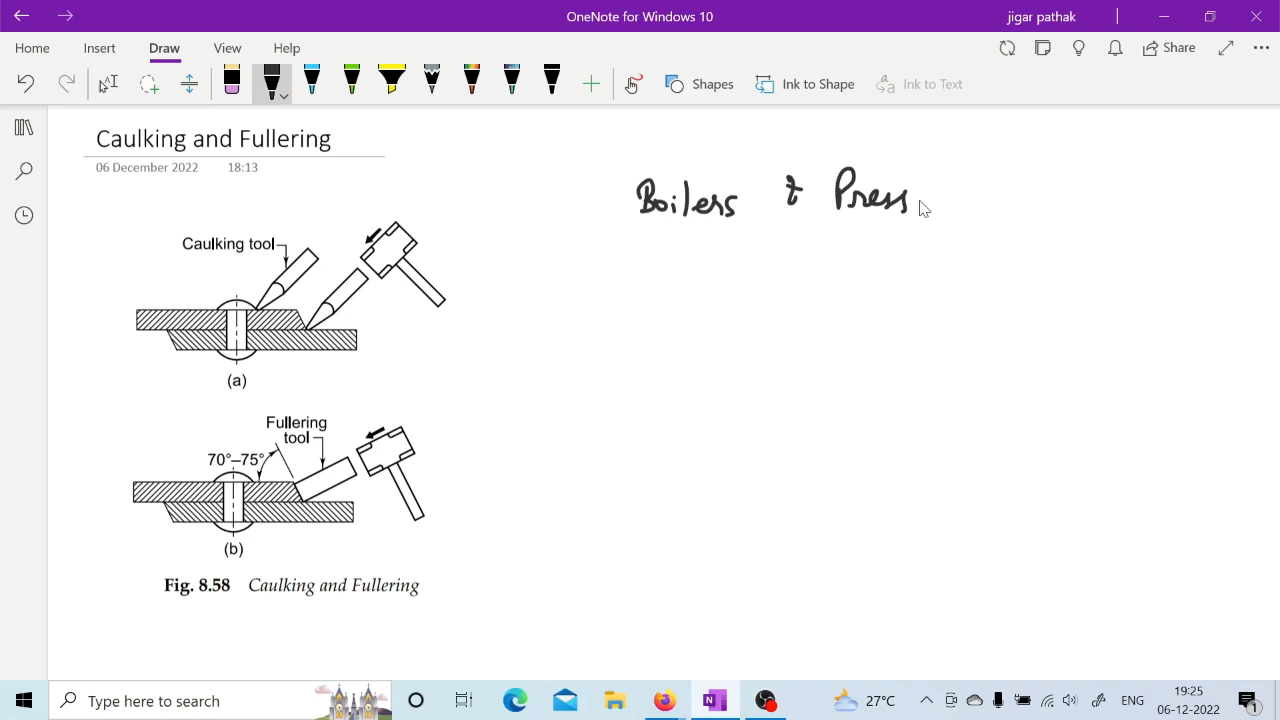 OneNote for Windows 10
jigar pathak
Home Insert Draw View Help
Share
Shapes Ink to Shape Ink to Text
Caulking and Fullering
06 December 2022 18:13
Boilers & Press
Caulking tool
(a)
Fullering
tool
70°–75°
(b)
Fig. 8.58 Caulking and Fullering
Type here to search
27°C
ENG
19:25
06-12-2022
1